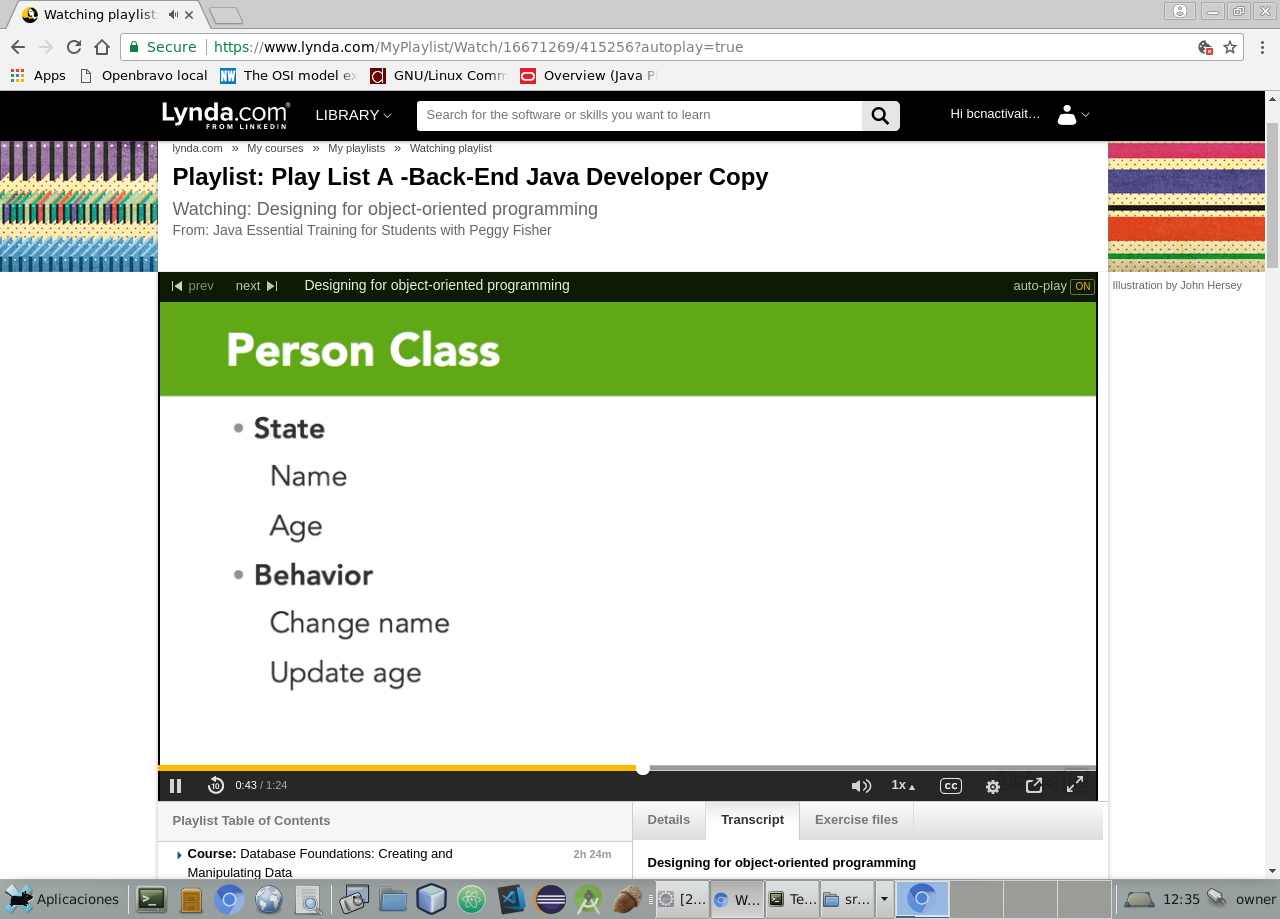 Watching playlist:
Secure https://www.lynda.com/MyPlaylist/Watch/16671269/415256?autoplay=true
Apps Openbravo local The OSI model ex GNU/Linux Comm Overview (Java Pl
Lynda.com®
FROM LINKEDIN
LIBRARY
Search for the software or skills you want to learn
Hi bcnactivait…
lynda.com » My courses » My playlists » Watching playlist
Playlist: Play List A -Back-End Java Developer Copy
Watching: Designing for object-oriented programming
From: Java Essential Training for Students with Peggy Fisher
Illustration by John Hersey
prev next Designing for object-oriented programming auto-play ON
Person Class
• State
Name
Age
• Behavior
Change name
Update age
10 0:43 / 1:24 1x cc
Playlist Table of Contents
Details Transcript Exercise files
Course: Database Foundations: Creating and
Manipulating Data
2h 24m
Designing for object-oriented programming
Aplicaciones [2... W... Te... sr... 12:35 owner